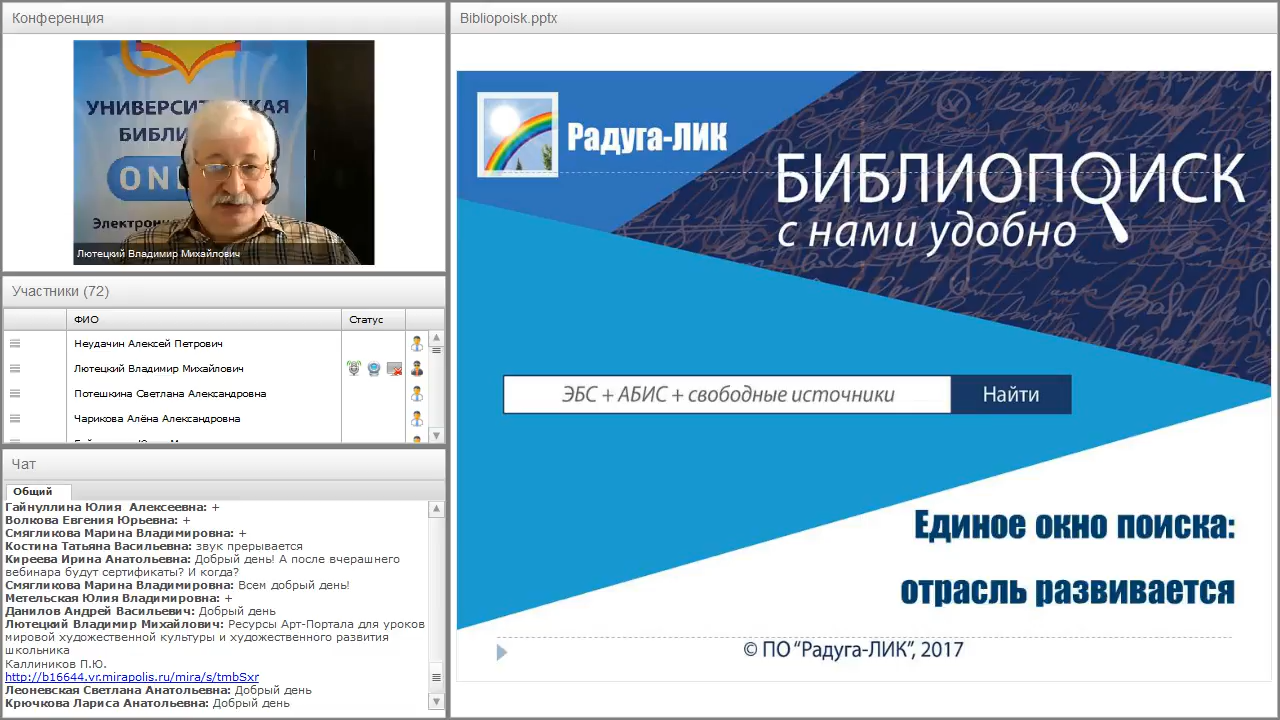 Конференция
УНИВЕРСИТЕТСКАЯ
Лютецкий Владимир Михайлович
Участники (72)
ФИО
Статус
Неудачин Алексей Петрович
Лютецкий Владимир Михайлович
Потешкина Светлана Александровна
Чарикова Алёна Александровна
Чат
Общий
Гайнуллина Юлия Алексеевна: +
Волкова Евгения Юрьевна: +
Смягликова Марина Владимировна: +
Костина Татьяна Васильевна: звук прерывается
Киреева Ирина Анатольевна: Добрый день! А после вчерашнего
вебинара будут сертификаты? И когда?
Смягликова Марина Владимировна: Всем добрый день!
Метельская Юлия Владимировна: +
Данилов Андрей Васильевич: Добрый день
Лютецкий Владимир Михайлович: Ресурсы Арт-Портала для уроков
мировой художественной культуры и художественного развития
школьника
Каллиников П.Ю.
http://b16644.vr.mirapolis.ru/mira/s/tmbSxr
Леоневская Светлана Анатольевна: Добрый день
Крючкова Лариса Анатольевна: Добрый день
Bibliopoisk.pptx
Радуга-ЛИК
БИБЛИОПОИСК
с нами удобно
ЭБС + АБИС + свободные источники
Найти
Единое окно поиска:
отрасль развивается
© ПО “Радуга-ЛИК”, 2017